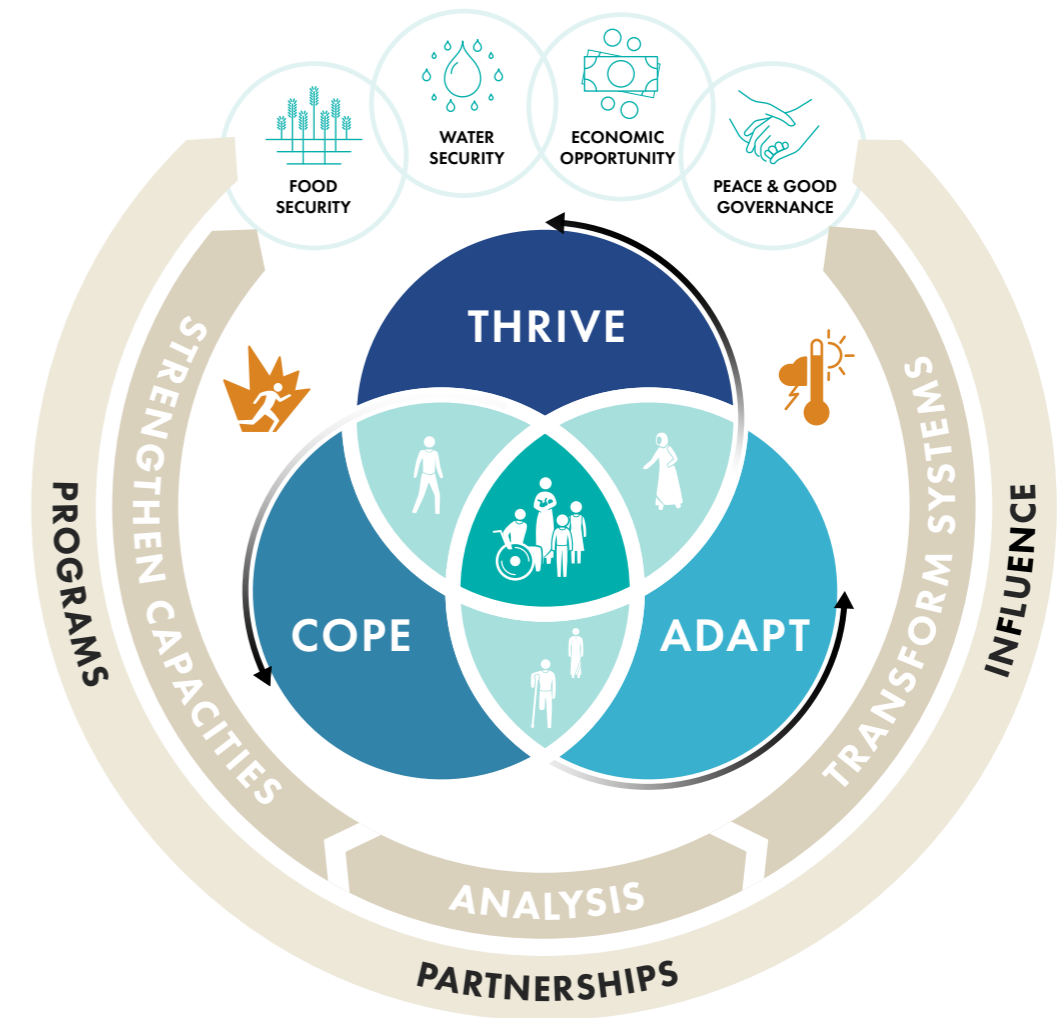 FOOD
SECURITY
WATER
SECURITY
ECONOMIC
OPPORTUNITY
PEACE & GOOD
GOVERNANCE
THRIVE
COPE
ADAPT
STRENGTHEN CAPACITIES
ANALYSIS
TRANSFORM SYSTEMS
PROGRAMS
PARTNERSHIPS
INFLUENCE